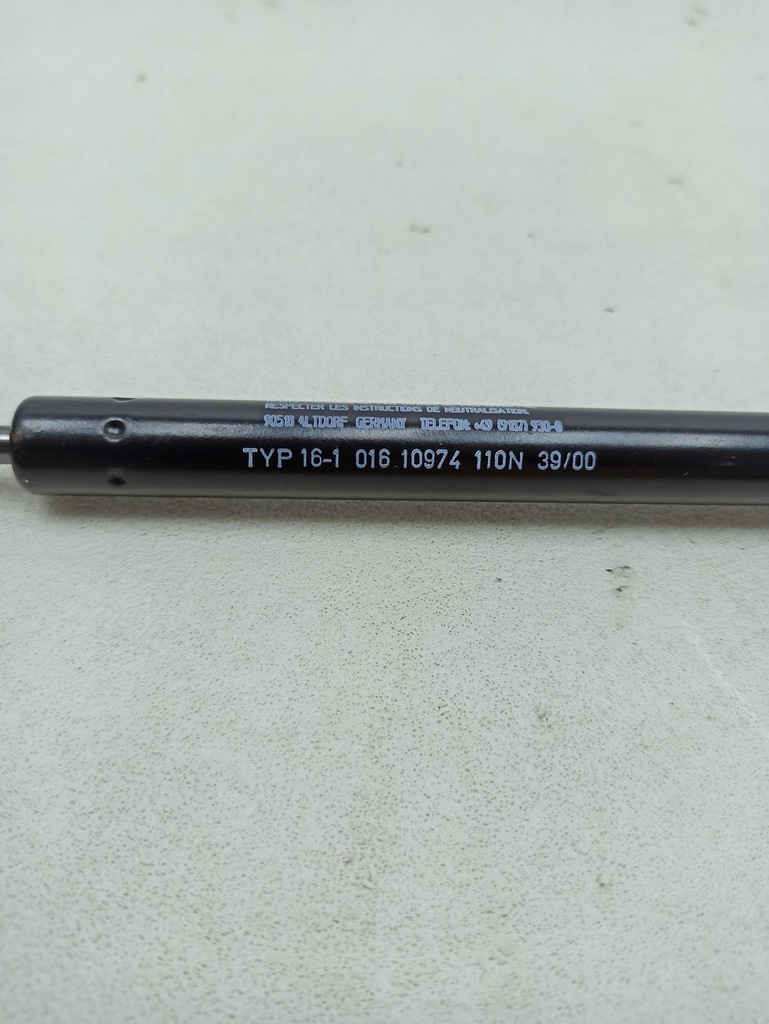 RESPECTER LES INSTRUCTIONS DE NEUTRALISATION.
90518 ALTDORF GERMANY TELEFON: +49 (9187) 930-0
TYP 16-1 016 10974 110N 39/00